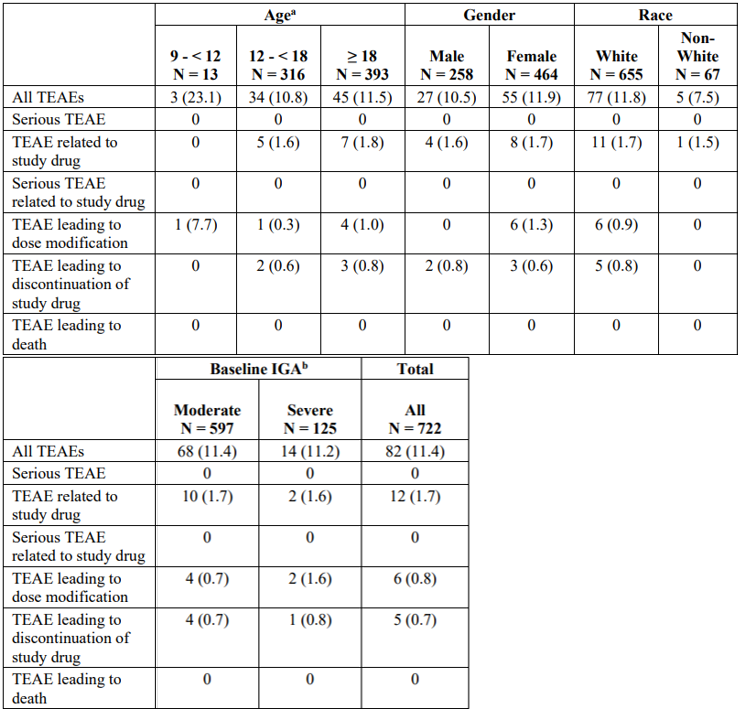 Ageᵃ Gender Race
9 - < 12 N = 13 12 - < 18 N = 316 ≥ 18 N = 393 Male N = 258 Female N = 464 White N = 655 Non-White N = 67
All TEAEs 3 (23.1) 34 (10.8) 45 (11.5) 27 (10.5) 55 (11.9) 77 (11.8) 5 (7.5)
Serious TEAE 0 0 0 0 0 0 0
TEAE related to 0 5 (1.6) 7 (1.8) 4 (1.6) 8 (1.7) 11 (1.7) 1 (1.5)
study drug
Serious TEAE 0 0 0 0 0 0 0
related to study drug
TEAE leading to 1 (7.7) 1 (0.3) 4 (1.0) 0 6 (1.3) 6 (0.9) 0
dose modification
TEAE leading to 0 2 (0.6) 3 (0.8) 2 (0.8) 3 (0.6) 5 (0.8) 0
discontinuation of
study drug
TEAE leading to 0 0 0 0 0 0 0
death
Baseline IGAᵇ Total
Moderate Severe All
N = 597 N = 125 N = 722
All TEAEs 68 (11.4) 14 (11.2) 82 (11.4)
Serious TEAE 0 0 0
TEAE related to 10 (1.7) 2 (1.6) 12 (1.7)
study drug
Serious TEAE 0 0 0
related to study drug
TEAE leading to 4 (0.7) 2 (1.6) 6 (0.8)
dose modification
TEAE leading to 4 (0.7) 1 (0.8) 5 (0.7)
discontinuation of
study drug
TEAE leading to 0 0 0
death